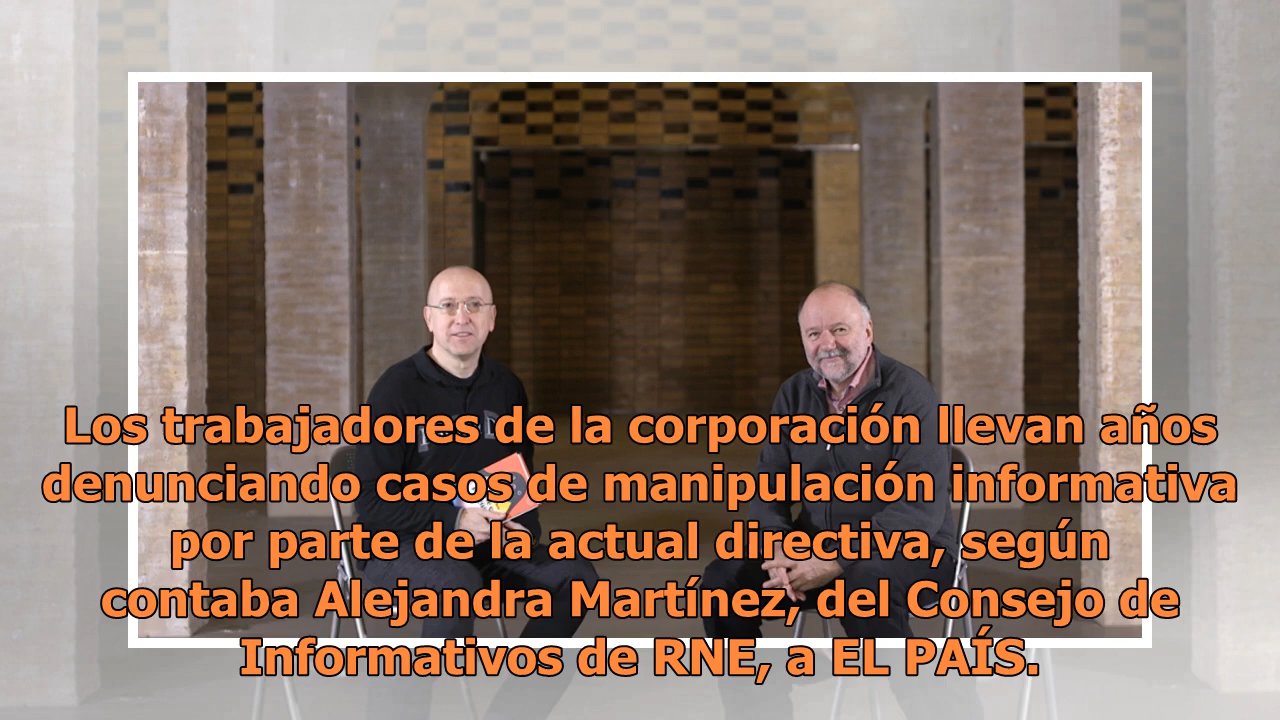 Los trabajadores de la corporación llevan años
denunciando casos de manipulación informativa
por parte de la actual directiva, según
contaba Alejandra Martínez, del Consejo de
Informativos de RNE, a EL PAÍS.